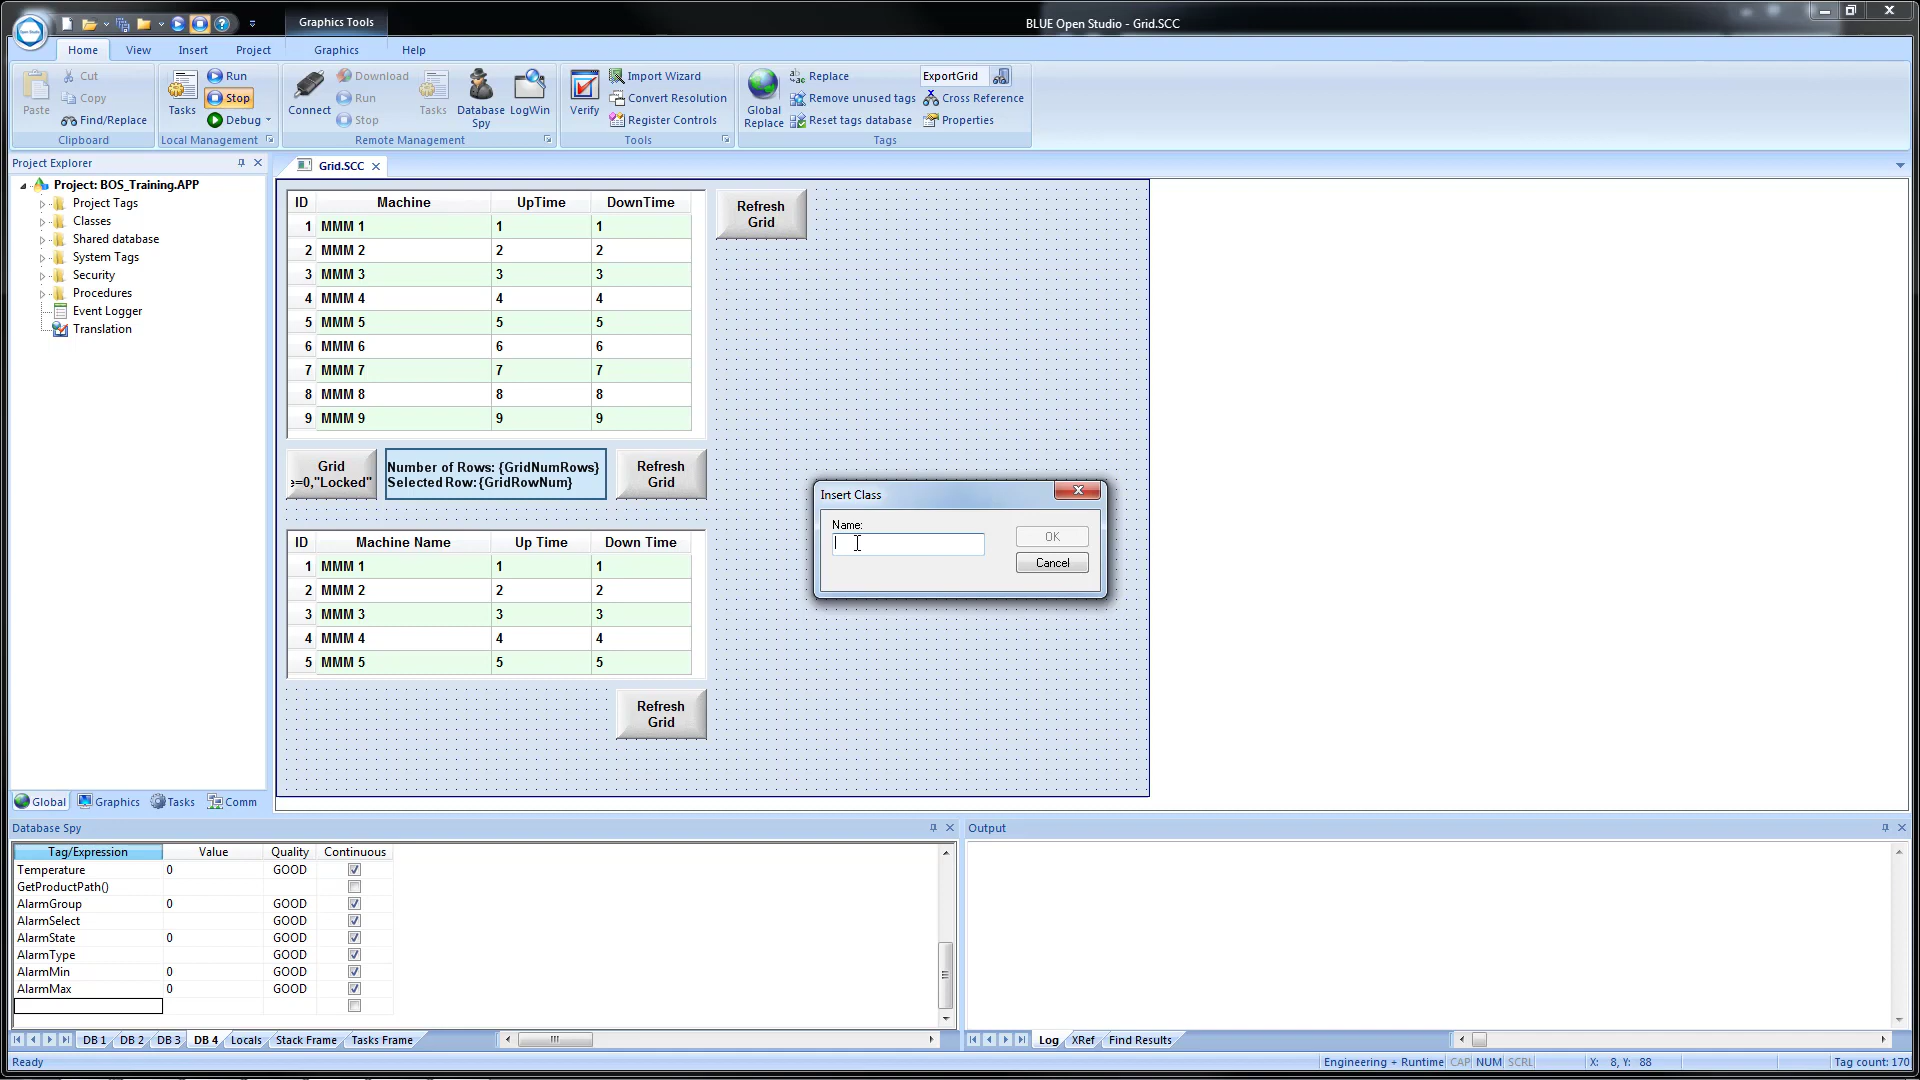 Graphics Tools
BLUE Open Studio - Grid.SCC
Home View Insert Project Graphics Help
Paste
Cut
Copy
Find/Replace
Clipboard
Tasks
Run
Stop
Debug
Local Management
Connect
Download
Run
Stop
Tasks
Database Spy
LogWin
Remote Management
Verify
Import Wizard
Convert Resolution
Register Controls
Tools
Global Replace
Replace
Remove unused tags
Reset tags database
ExportGrid
Cross Reference
Properties
Tags
Project Explorer
Project: BOS_Training.APP
Project Tags
Classes
Shared database
System Tags
Security
Procedures
Event Logger
Translation
Global Graphics Tasks Comm
Grid.SCC
ID Machine UpTime DownTime
1 MMM 1 1 1
2 MMM 2 2 2
3 MMM 3 3 3
4 MMM 4 4 4
5 MMM 5 5 5
6 MMM 6 6 6
7 MMM 7 7 7
8 MMM 8 8 8
9 MMM 9 9 9
Refresh
Grid
Grid
=0,"Locked"
Number of Rows: {GridNumRows}
Selected Row: {GridRowNum}
Refresh
Grid
ID Machine Name Up Time Down Time
1 MMM 1 1 1
2 MMM 2 2 2
3 MMM 3 3 3
4 MMM 4 4 4
5 MMM 5 5 5
Refresh
Grid
Insert Class
Name:
OK
Cancel
Database Spy
Tag/Expression Value Quality Continuous
Temperature 0 GOOD
GetProductPath()
AlarmGroup 0 GOOD
AlarmSelect GOOD
AlarmState 0 GOOD
AlarmType GOOD
AlarmMin 0 GOOD
AlarmMax 0 GOOD
DB 1 DB 2 DB 3 DB 4 Locals Stack Frame Tasks Frame
Output
Log XRef Find Results
Ready
Engineering + Runtime CAP NUM SCRL X: 8, Y: 88 Tag count: 170